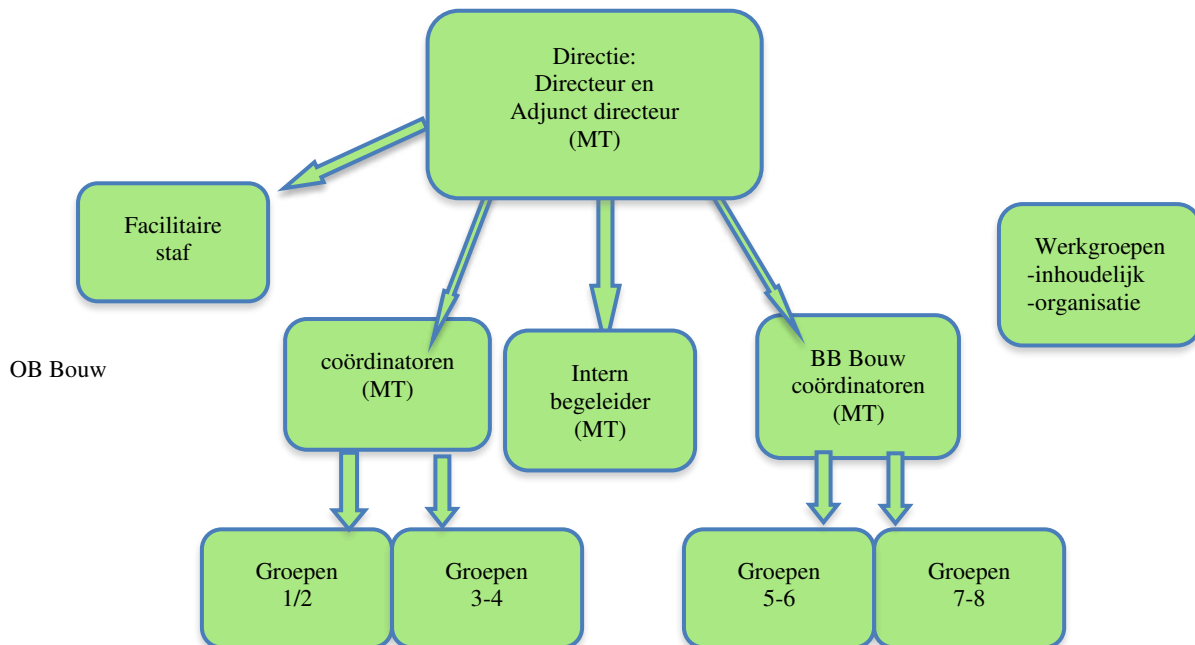 Directie:
Directeur en
Adjunct directeur
(MT)
Facilitaire
staf
Werkgroepen
-inhoudelijk
-organisatie
OB Bouw
coördinatoren
(MT)
Intern
begeleider
(MT)
BB Bouw
coördinatoren
(MT)
Groepen
1/2
Groepen
3-4
Groepen
5-6
Groepen
7-8